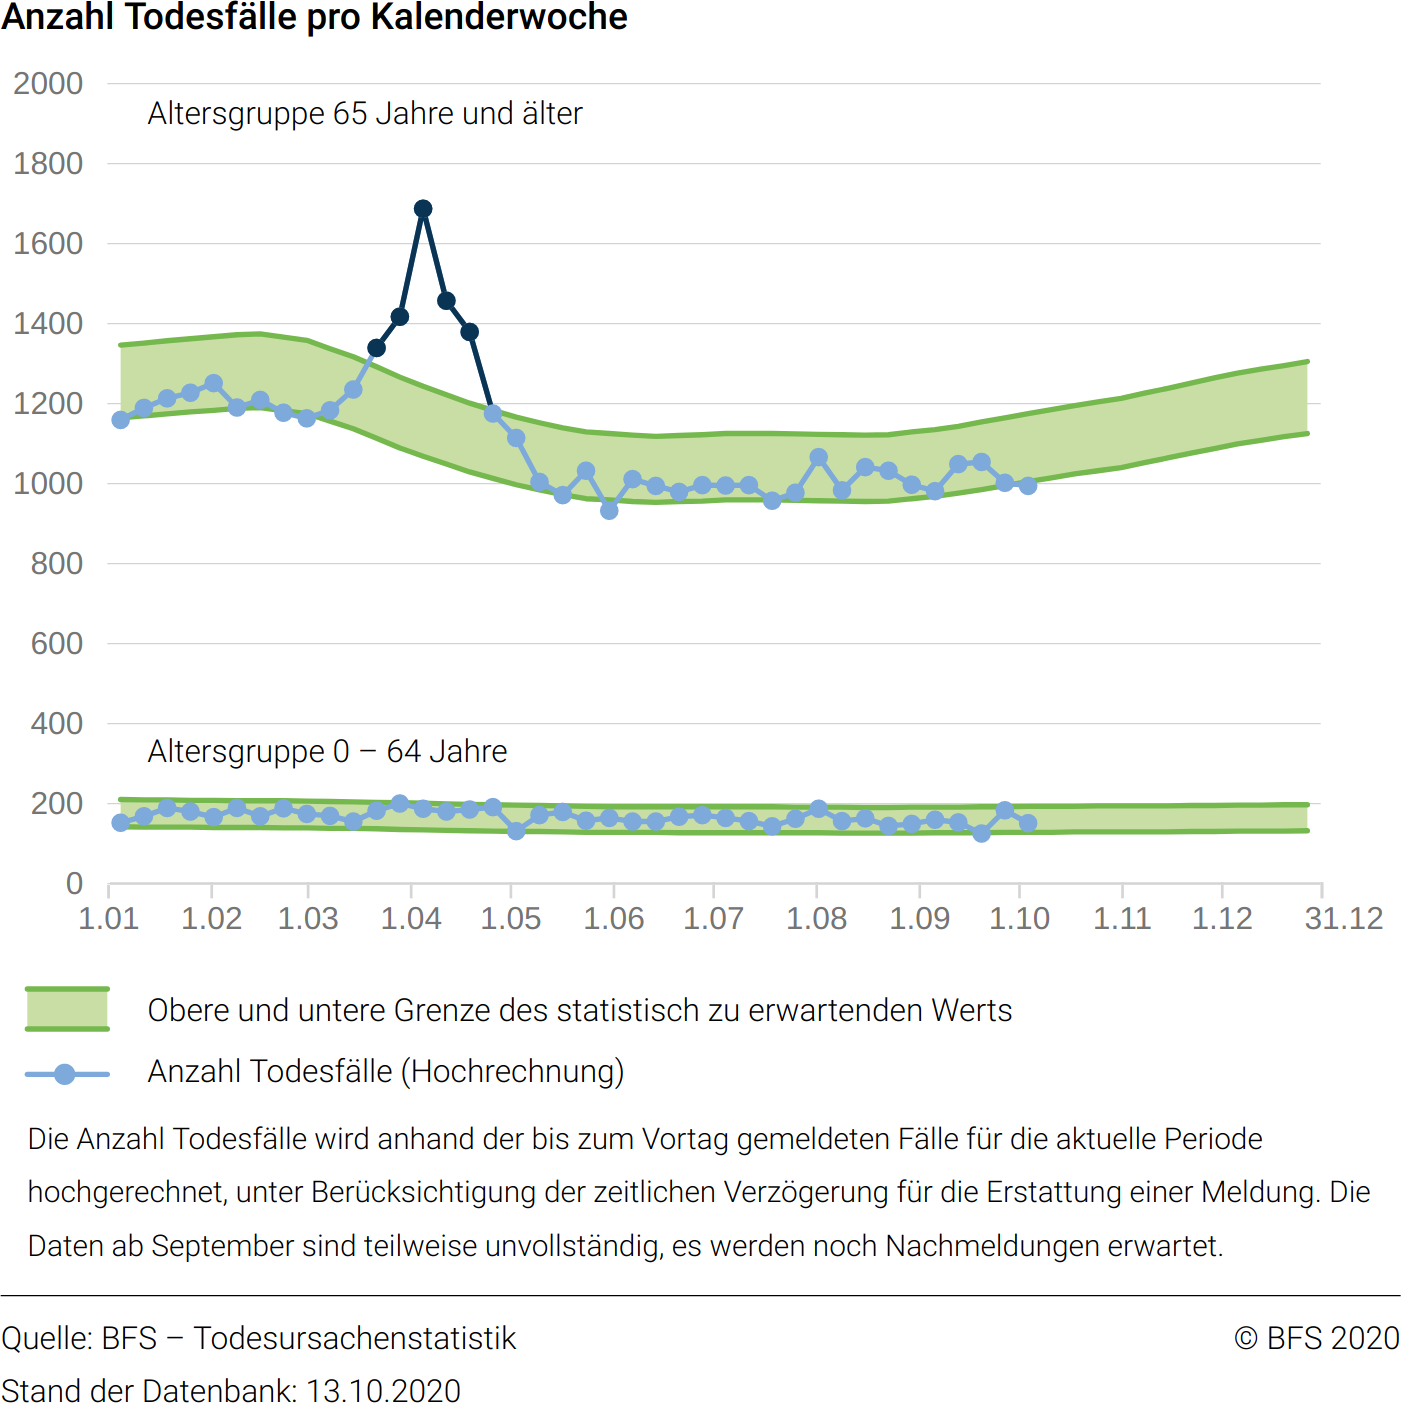 Anzahl Todesfälle pro Kalenderwoche
2000
Altersgruppe 65 Jahre und älter
1800
1600
1400
1200
1000
800
600
400
Altersgruppe 0 – 64 Jahre
200
0
1.01 1.02 1.03 1.04 1.05 1.06 1.07 1.08 1.09 1.10 1.11 1.12 31.12
Obere und untere Grenze des statistisch zu erwartenden Werts
Anzahl Todesfälle (Hochrechnung)
Die Anzahl Todesfälle wird anhand der bis zum Vortag gemeldeten Fälle für die aktuelle Periode
hochgerechnet, unter Berücksichtigung der zeitlichen Verzögerung für die Erstattung einer Meldung. Die
Daten ab September sind teilweise unvollständig, es werden noch Nachmeldungen erwartet.
Quelle: BFS – Todesursachenstatistik © BFS 2020
Stand der Datenbank: 13.10.2020